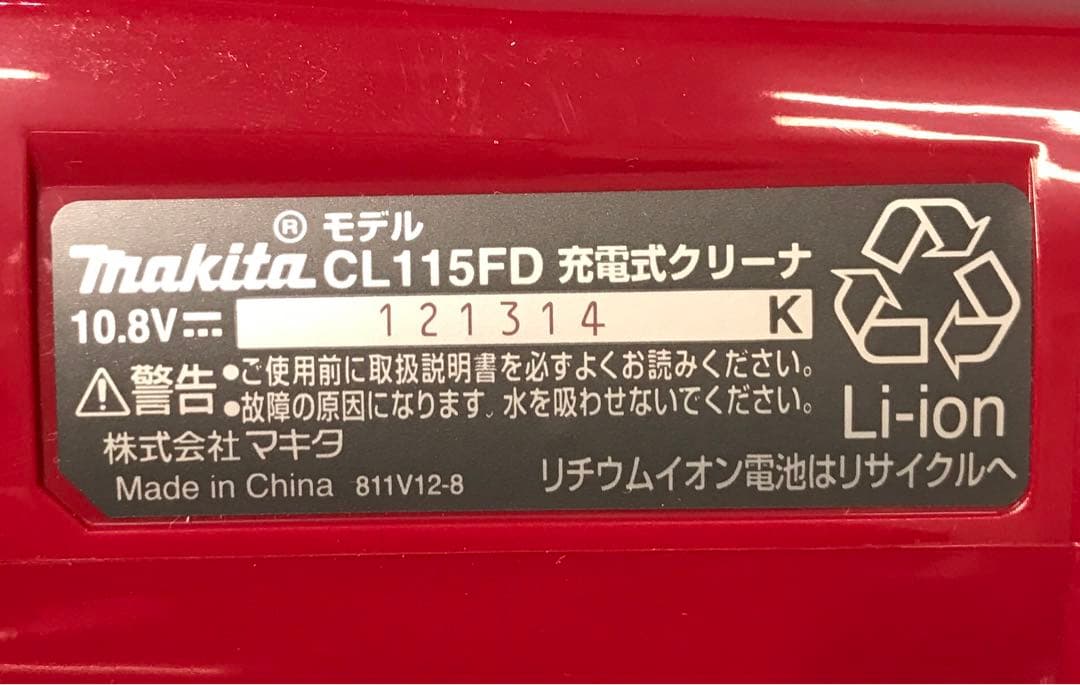 ® モデル
makita CL115FD 充電式クリーナ
10.8V⎓ 121314 K
⚠警告 ●ご使用前に取扱説明書を必ずよくお読みください。
●故障の原因になります。水を吸わせないでください。
株式会社マキタ
Li-ion
Made in China 811V12-8
リチウムイオン電池はリサイクルへ